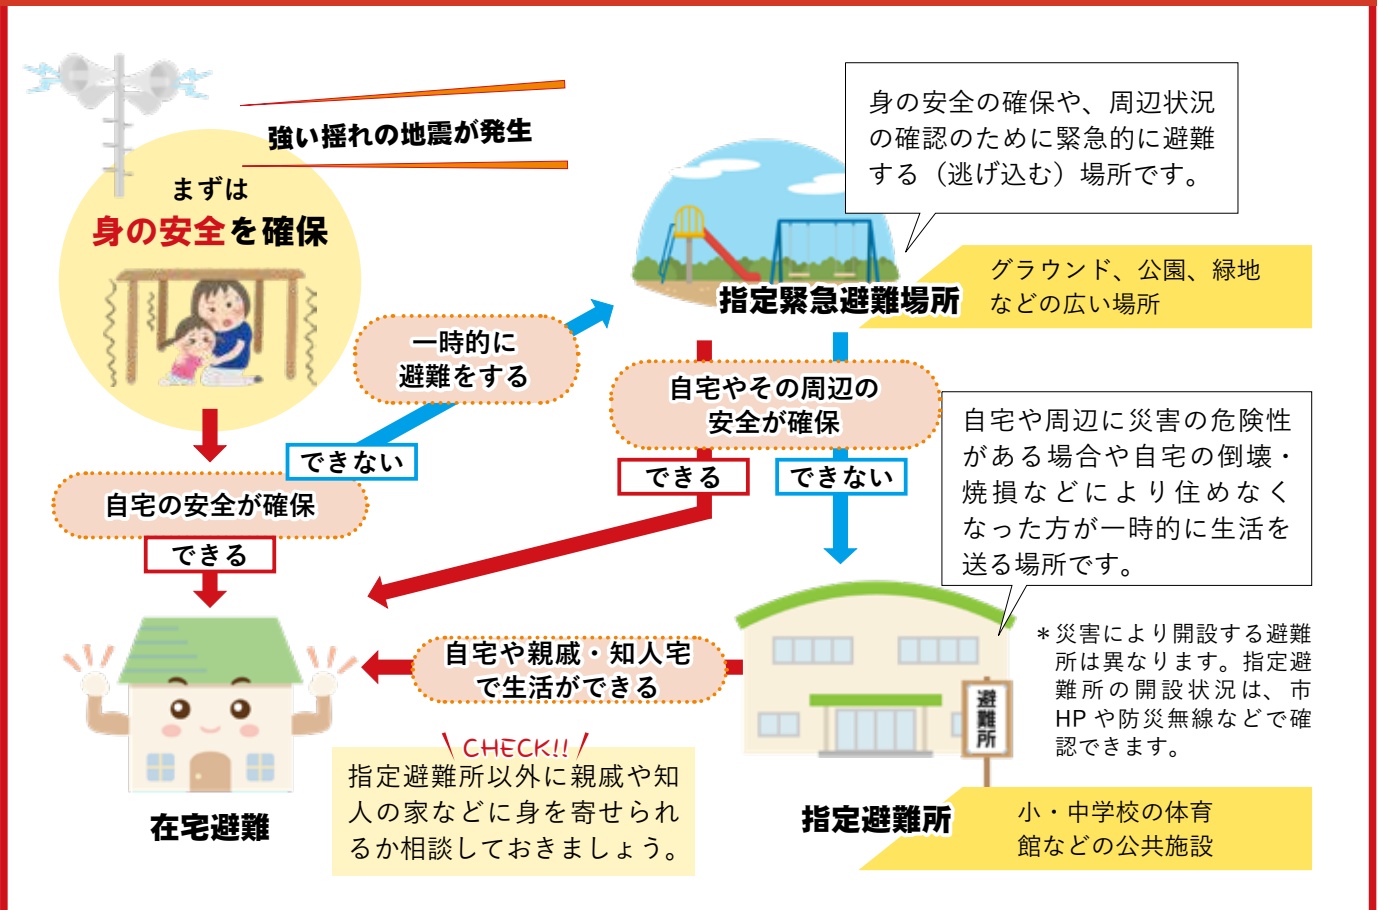 強い揺れの地震が発生
まずは
身の安全を確保
身の安全の確保や、周辺状況
の確認のために緊急的に避難
する（逃げ込む）場所です。
グラウンド、公園、緑地
などの広い場所
指定緊急避難場所
一時的に
避難をする
できない
自宅の安全が確保
できる
自宅やその周辺の
安全が確保
できる
できない
自宅や周辺に災害の危険性
がある場合や自宅の倒壊・
焼損などにより住めなく
なった方が一時的に生活を
送る場所です。
＊災害により開設する避難
所は異なります。指定避
難所の開設状況は、市
HP や防災無線などで確
認できます。
避難所
指定避難所
小・中学校の体育
館などの公共施設
自宅や親戚・知人宅
で生活ができる
CHECK!!
指定避難所以外に親戚や知
人の家などに身を寄せられ
るか相談しておきましょう。
在宅避難